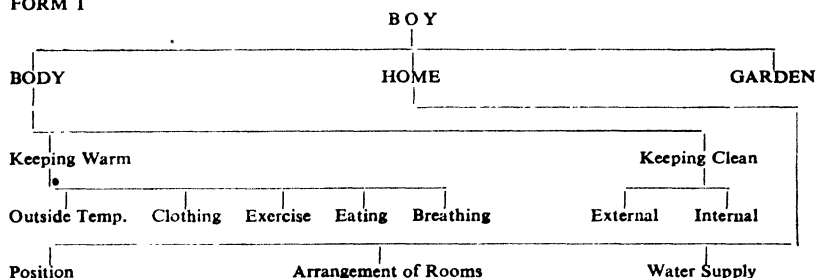 FORM I
BOY
BODY HOME GARDEN
Keeping Warm Keeping Clean
Outside Temp. Clothing Exercise Eating Breathing External Internal
Position Arrangement of Rooms Water Supply